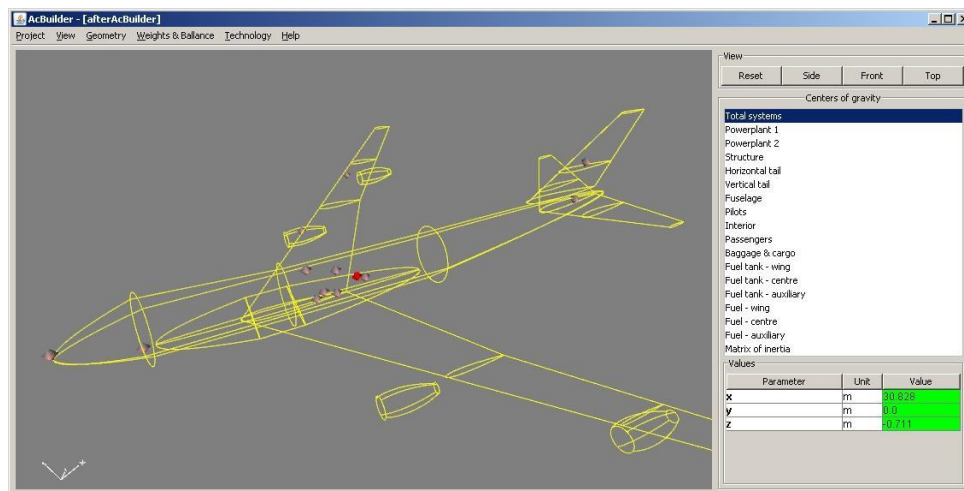 AcBuilder - [afterAcBuilder]
Project View Geometry Weights & Ballance Technology Help
View
Reset Side Front Top
Centers of gravity
Total systems
Powerplant 1
Powerplant 2
Structure
Horizontal tail
Vertical tail
Fuselage
Pilots
Interior
Passengers
Baggage & cargo
Fuel tank - wing
Fuel tank - centre
Fuel tank - auxiliary
Fuel - wing
Fuel - centre
Fuel - auxiliary
Matrix of inertia
Values
Parameter Unit Value
x m 30.828
y m 0.0
z m -0.711